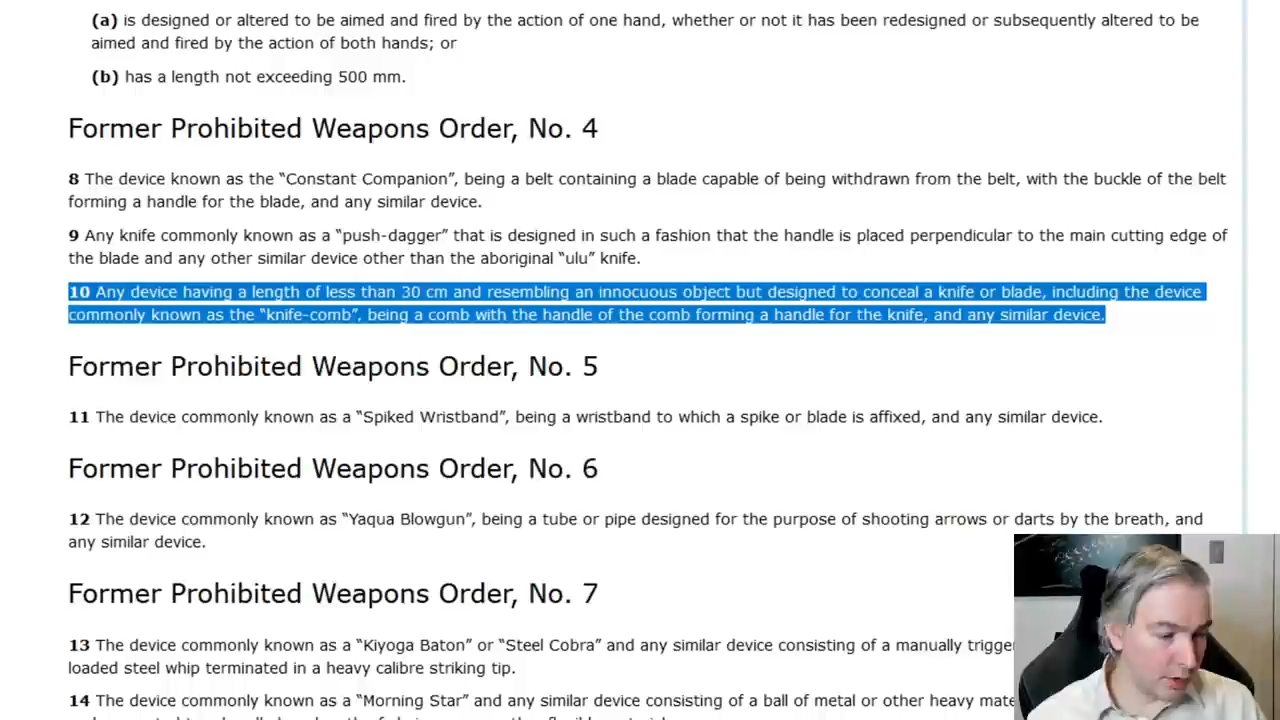 (a) is designed or altered to be aimed and fired by the action of one hand, whether or not it has been redesigned or subsequently altered to be
aimed and fired by the action of both hands; or
(b) has a length not exceeding 500 mm.
Former Prohibited Weapons Order, No. 4
8 The device known as the “Constant Companion”, being a belt containing a blade capable of being withdrawn from the belt, with the buckle of the belt
forming a handle for the blade, and any similar device.
9 Any knife commonly known as a “push-dagger” that is designed in such a fashion that the handle is placed perpendicular to the main cutting edge of
the blade and any other similar device other than the aboriginal “ulu” knife.
10 Any device having a length of less than 30 cm and resembling an innocuous object but designed to conceal a knife or blade, including the device
commonly known as the “knife-comb”, being a comb with the handle of the comb forming a handle for the knife, and any similar device.
Former Prohibited Weapons Order, No. 5
11 The device commonly known as a “Spiked Wristband”, being a wristband to which a spike or blade is affixed, and any similar device.
Former Prohibited Weapons Order, No. 6
12 The device commonly known as “Yaqua Blowgun”, being a tube or pipe designed for the purpose of shooting arrows or darts by the breath, and
any similar device.
Former Prohibited Weapons Order, No. 7
13 The device commonly known as a “Kiyoga Baton” or “Steel Cobra” and any similar device consisting of a manually trigge
loaded steel whip terminated in a heavy calibre striking tip.
14 The device commonly known as a “Morning Star” and any similar device consisting of a ball of metal or other heavy